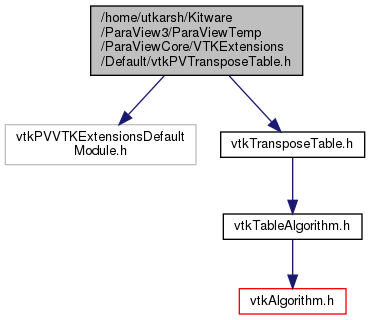 /home/utkarsh/Kitware
/ParaView3/ParaViewTemp
/ParaViewCore/VTKExtensions
/Default/vtkPVTransposeTable.h
vtkPVVTKExtensionsDefault
Module.h
vtkTransposeTable.h
vtkTableAlgorithm.h
vtkAlgorithm.h